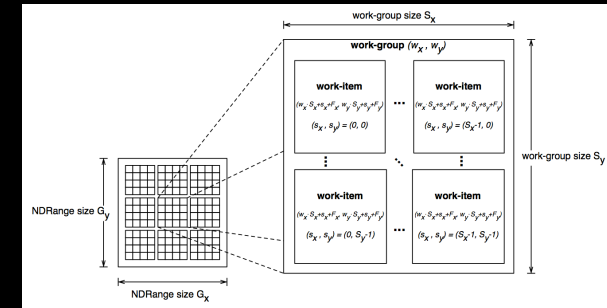 work-group size Sx
work-group (wx , wy)
work-item
work-item
(wx·Sx+sx+Fx, wy·Sy+sy+Fy)
(wx·Sx+sx+Fx, wy·Sy+sy+Fy)
(sx , sy) = (0, 0)
(sx , sy) = (Sx-1, 0)
work-group size Sy
work-item
work-item
(wx·Sx+sx+Fx, wy·Sy+sy+Fy)
(wx·Sx+sx+Fx, wy·Sy+sy+Fy)
(sx , sy) = (0, Sy-1)
(sx , sy) = (Sx-1, Sy-1)
NDRange size Gy
NDRange size Gx